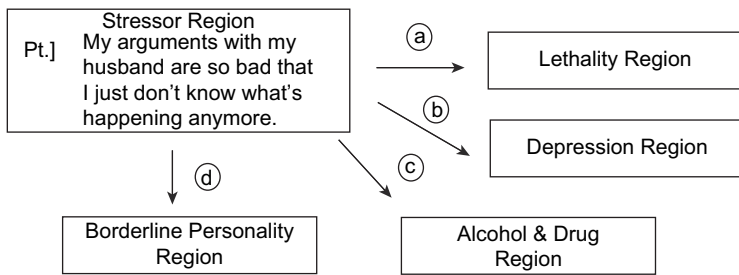 Stressor Region
Pt.] My arguments with my
husband are so bad that
I just don't know what's
happening anymore.
a
Lethality Region
b
Depression Region
c
d
Borderline Personality
Region
Alcohol & Drug
Region